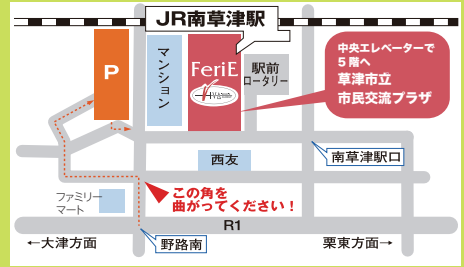 JR南草津駅
P
マンション
FeriE
駅前
ロータリー
中央エレベーターで
5階へ
草津市立
市民交流プラザ
西友
南草津駅口
ファミリー
マート
この角を
曲がってください！
R1
←大津方面
野路南
栗東方面→